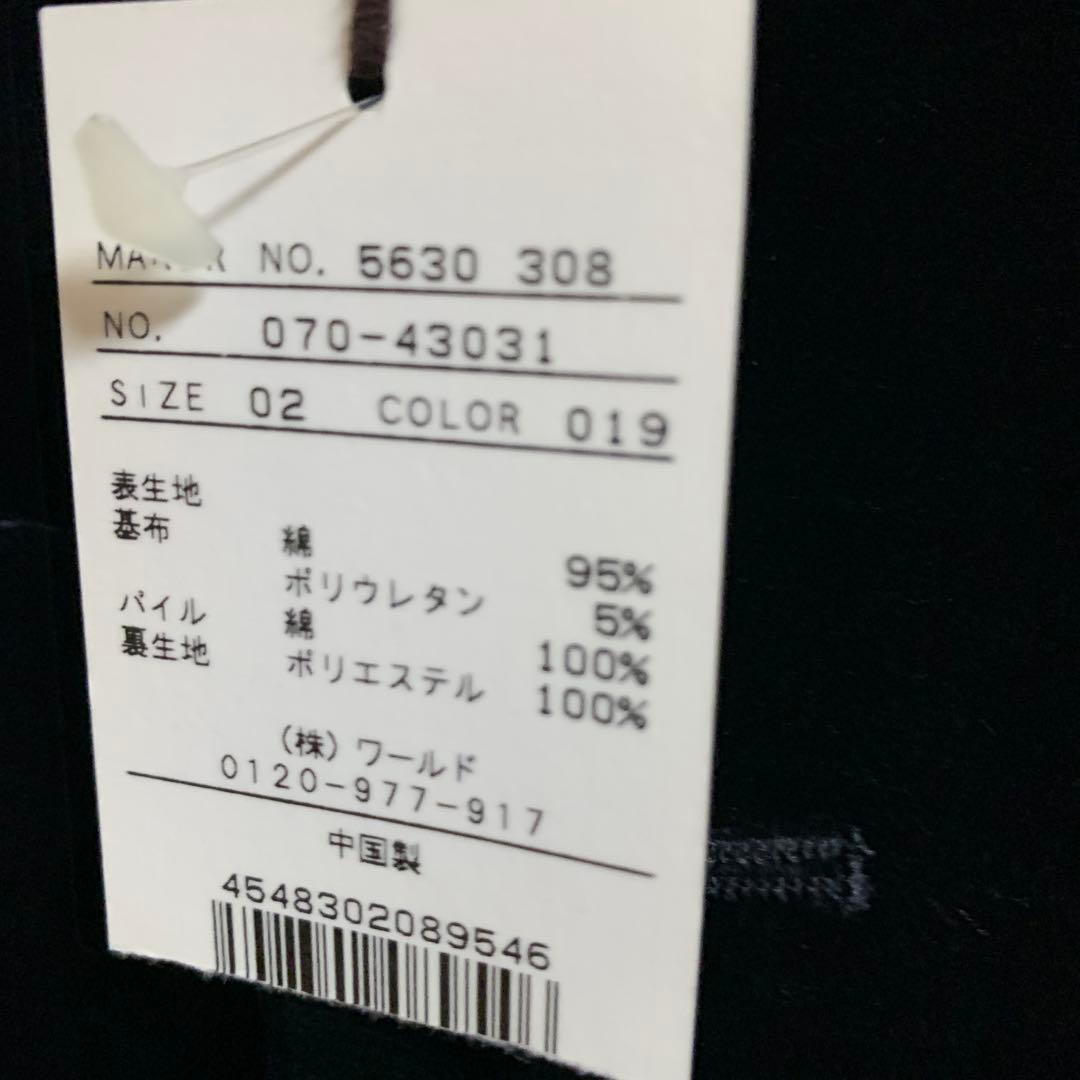 NO. 5630 308
NO. 070-43031
SIZE 02 COLOR 019
表生地
基布 綿 95%
ポリウレタン 5%
パイル 綿 100%
裏生地 ポリエステル 100%
(株) ワールド
0120-977-917
中国製
4548302089546